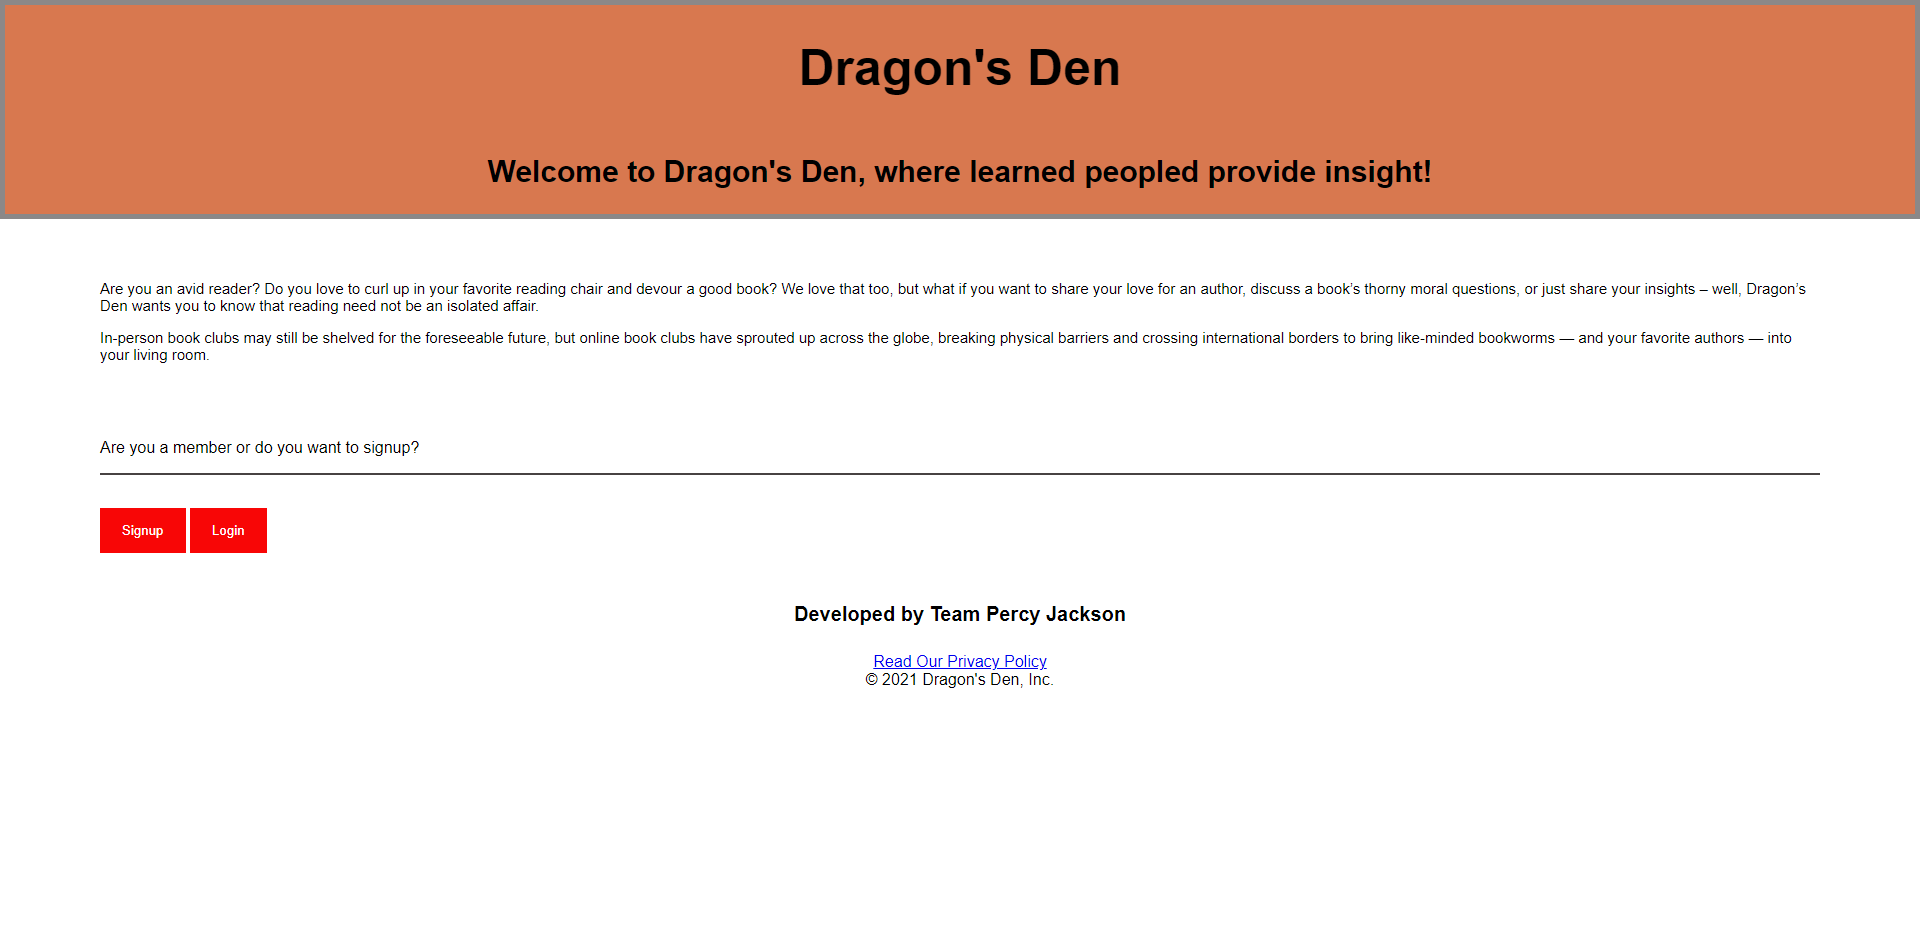 Dragon's Den
Welcome to Dragon's Den, where learned peopled provide insight!
Are you an avid reader? Do you love to curl up in your favorite reading chair and devour a good book? We love that too, but what if you want to share your love for an author, discuss a book’s thorny moral questions, or just share your insights – well, Dragon’s
Den wants you to know that reading need not be an isolated affair.
In-person book clubs may still be shelved for the foreseeable future, but online book clubs have sprouted up across the globe, breaking physical barriers and crossing international borders to bring like-minded bookworms — and your favorite authors — into
your living room.
Are you a member or do you want to signup?
Signup Login
Developed by Team Percy Jackson
Read Our Privacy Policy
© 2021 Dragon's Den, Inc.